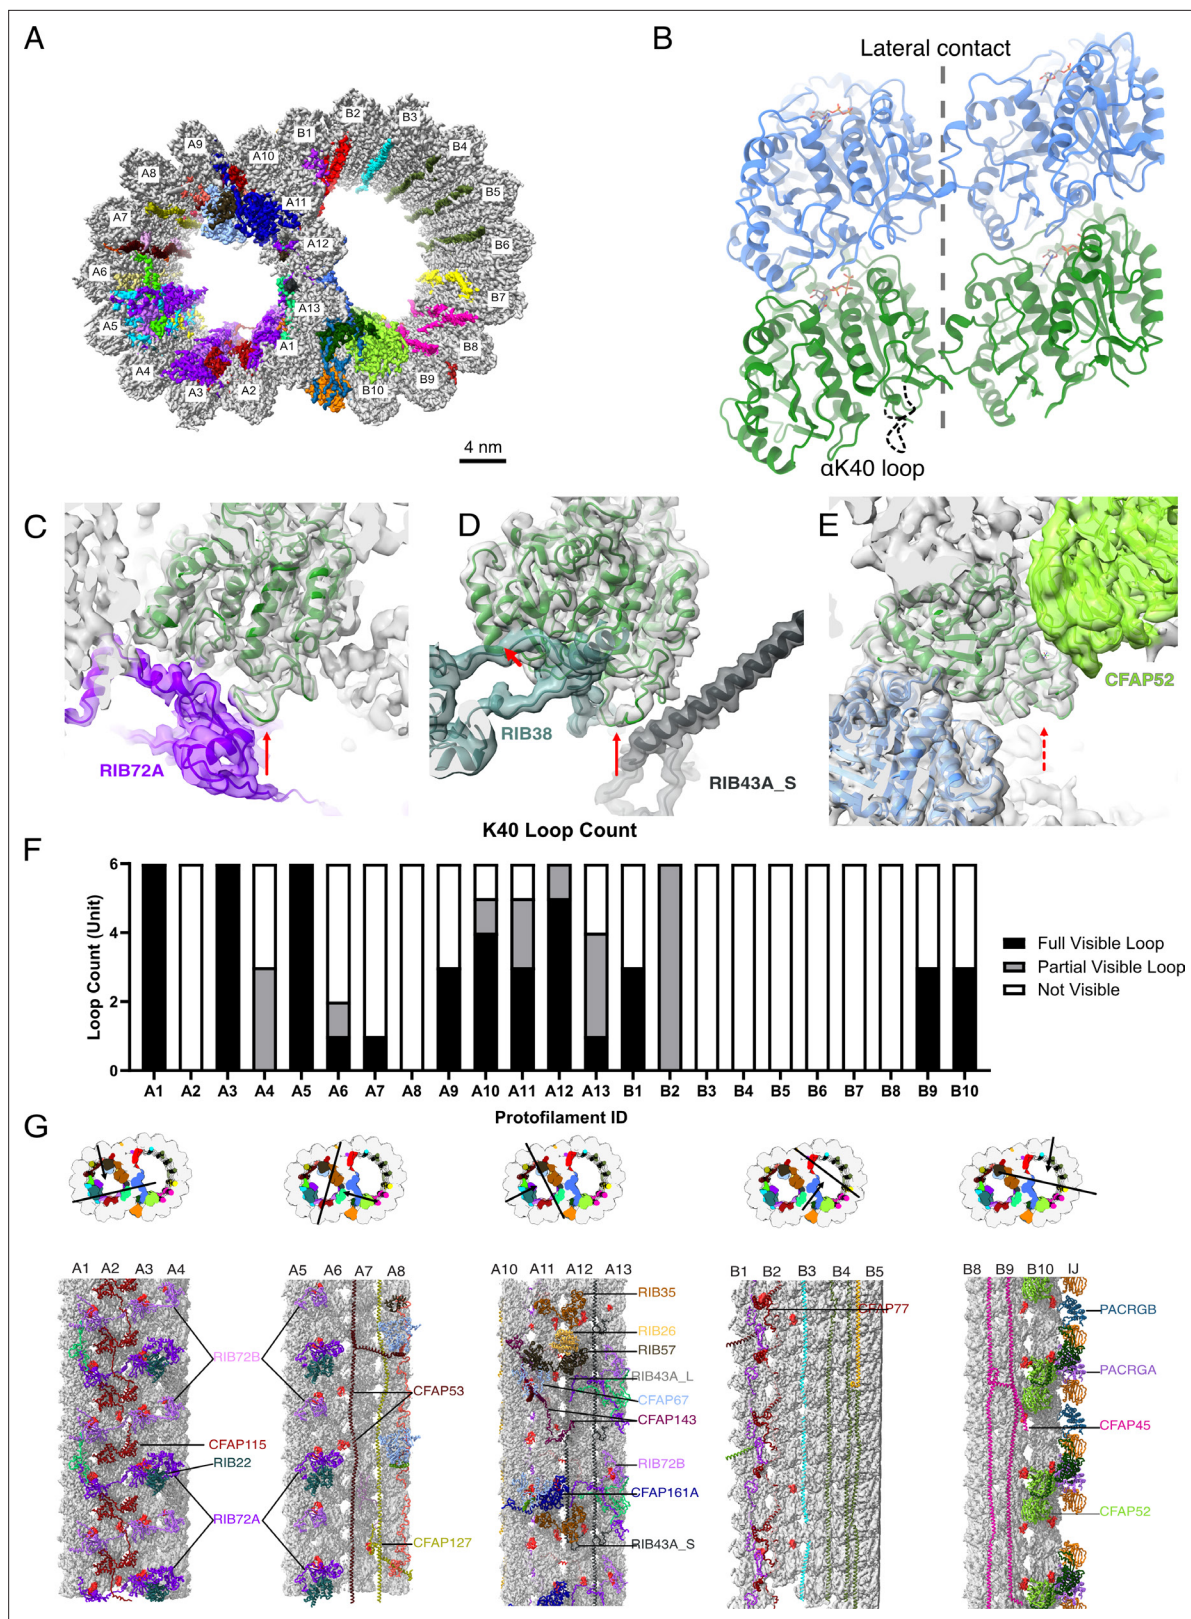 A
B1
B2
B3
B4
B5
B6
B7
B8
B9
B10
A9
A10
A8
A11
A7
A12
A6
A13
A5
A1
A4
A3
A2
4 nm
B
Lateral contact
αK40 loop
C
RIB72A
D
RIB38
RIB43A_S
E
CFAP52
F
K40 Loop Count
Loop Count (Unit)
6
4
2
0
A1 A2 A3 A4 A5 A6 A7 A8 A9 A10 A11 A12 A13 B1 B2 B3 B4 B5 B6 B7 B8 B9 B10
Protofilament ID
Full Visible Loop
Partial Visible Loop
Not Visible
G
A1 A2 A3 A4
RIB72B
CFAP115
RIB22
RIB72A
A5 A6 A7 A8
CFAP53
CFAP127
A10 A11 A12 A13
RIB35
RIB26
RIB57
RIB43A_L
CFAP67
CFAP143
RIB72B
CFAP161A
RIB43A_S
B1 B2 B3 B4 B5
CFAP77
B8 B9 B10 IJ
PACRGB
PACRGA
CFAP45
CFAP52